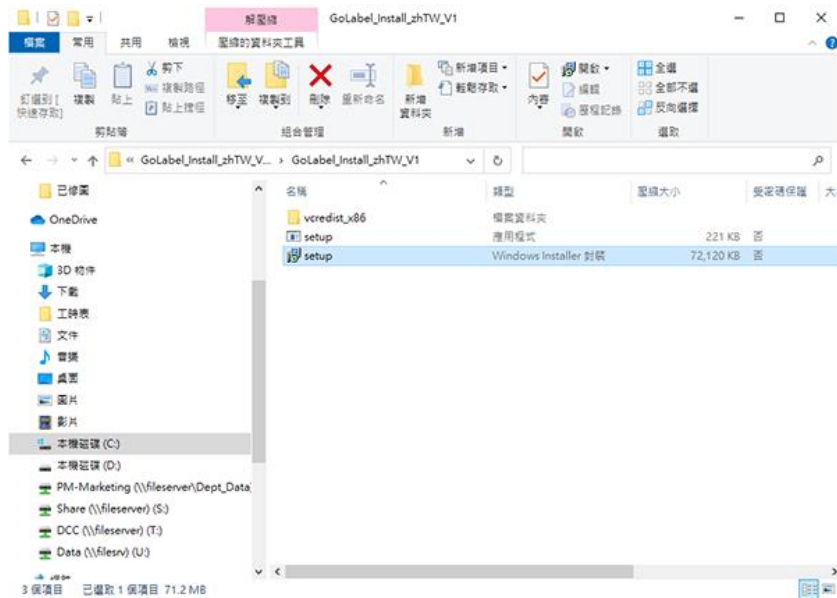 解壓縮
GoLabel_Install_zhTW_V1
檔案
常用
共用
檢視
壓縮的資料夾工具
釘選到 [
快速存取]
複製
貼上
剪下
複製路徑
貼上捷徑
剪貼簿
移至
複製到
刪除
重新命名
組合管理
新增
資料夾
新增項目
輕鬆存取
新增
內容
開啟
編輯
歷程記錄
開啟
全選
全部不選
反向選擇
選取
« GoLabel_Install_zhTW_V... › GoLabel_Install_zhTW_V1
名稱
類型
壓縮大小
受密碼保護
大
vcredist_x86
檔案資料夾
setup
應用程式
221 KB
否
setup
Windows Installer 封裝
72,120 KB
否
已修圖
OneDrive
本機
3D 物件
下載
工時表
文件
音樂
桌面
圖片
影片
本機磁碟 (C:)
本機磁碟 (D:)
PM-Marketing (\\fileserver\Dept_Data
Share (\\fileserver) (S:)
DCC (\\fileserver) (T:)
Data (\\filesrv) (U:)
3 個項目
已選取 1 個項目 71.2 MB